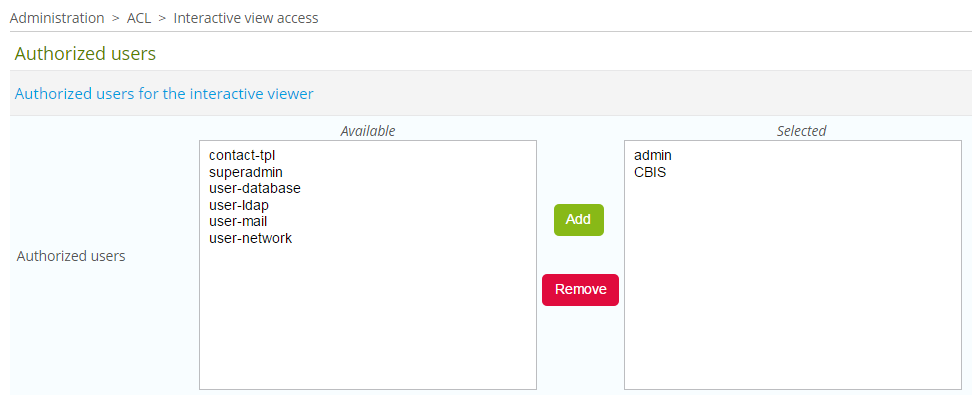 Administration > ACL > Interactive view access
Authorized users
Authorized users for the interactive viewer
Available
Selected
contact-tpl
superadmin
user-database
user-ldap
user-mail
user-network
Authorized users
Add
Remove
admin
CBIS